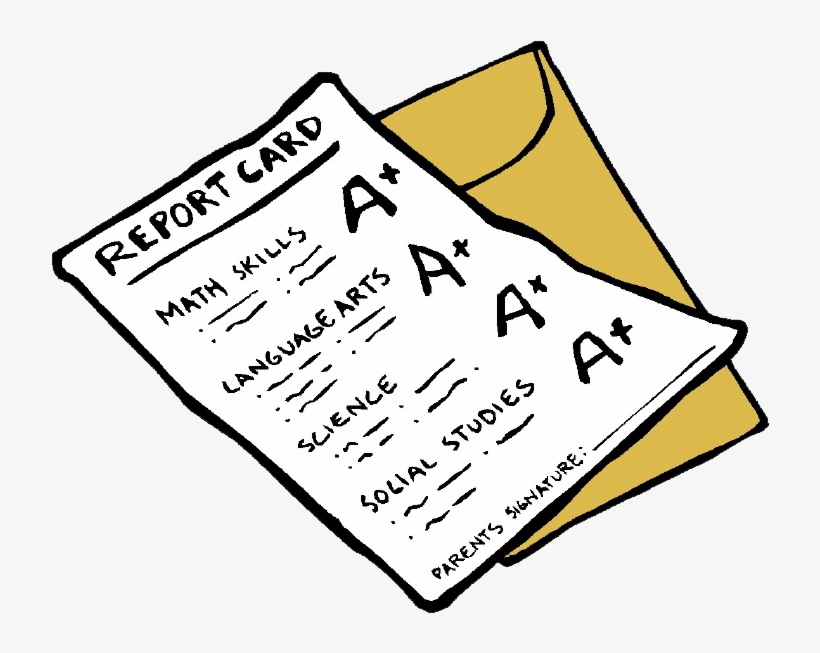 REPORT CARD
MATH SKILLS A+
LANGUAGE ARTS A+
SCIENCE A+
SOCIAL STUDIES A+
PARENTS SIGNATURE: